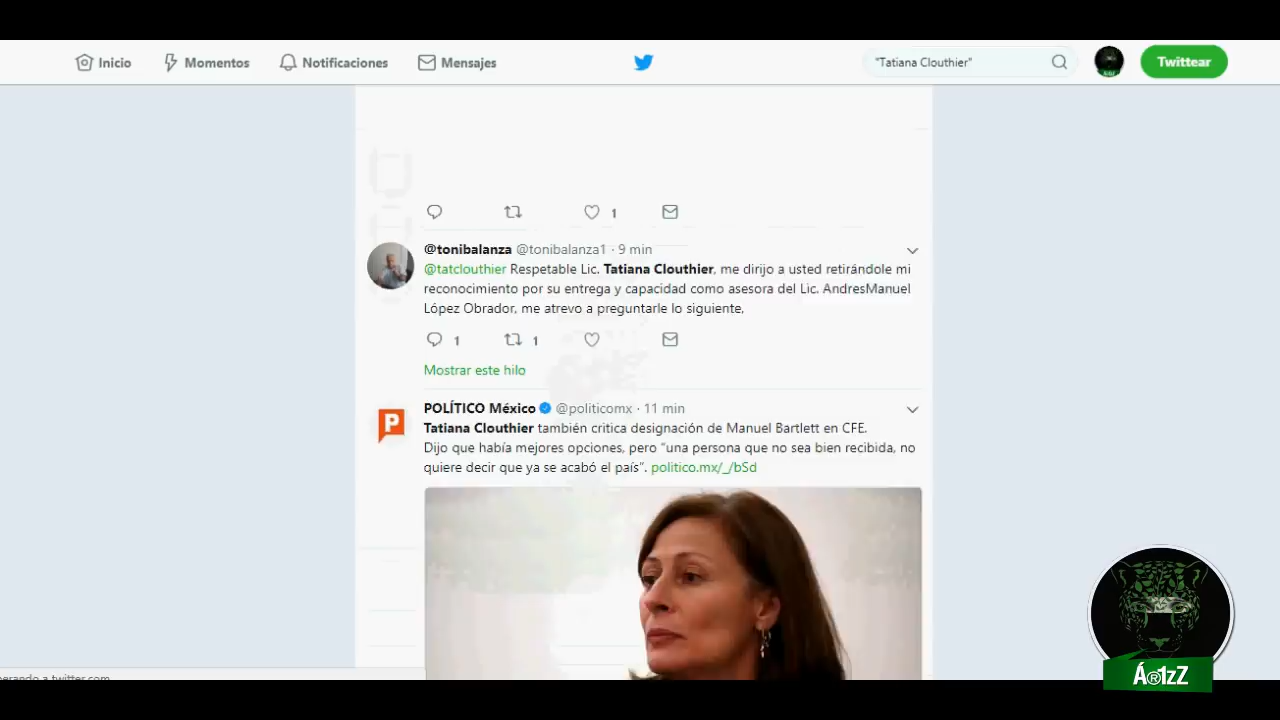 Inicio Momentos Notificaciones Mensajes "Tatiana Clouthier" Twittear
1
@tonibalanza @tonibalanza1 · 9 min
@tatclouthier Respetable Lic. Tatiana Clouthier, me dirijo a usted retirándole mi
reconocimiento por su entrega y capacidad como asesora del Lic. AndresManuel
López Obrador, me atrevo a preguntarle lo siguiente,
1 1
Mostrar este hilo
POLÍTICO México @politicomx · 11 min
Tatiana Clouthier también critica designación de Manuel Bartlett en CFE.
Dijo que había mejores opciones, pero "una persona que no sea bien recibida, no
quiere decir que ya se acabó el país". politico.mx/_/bSd
P
Á®1zZ